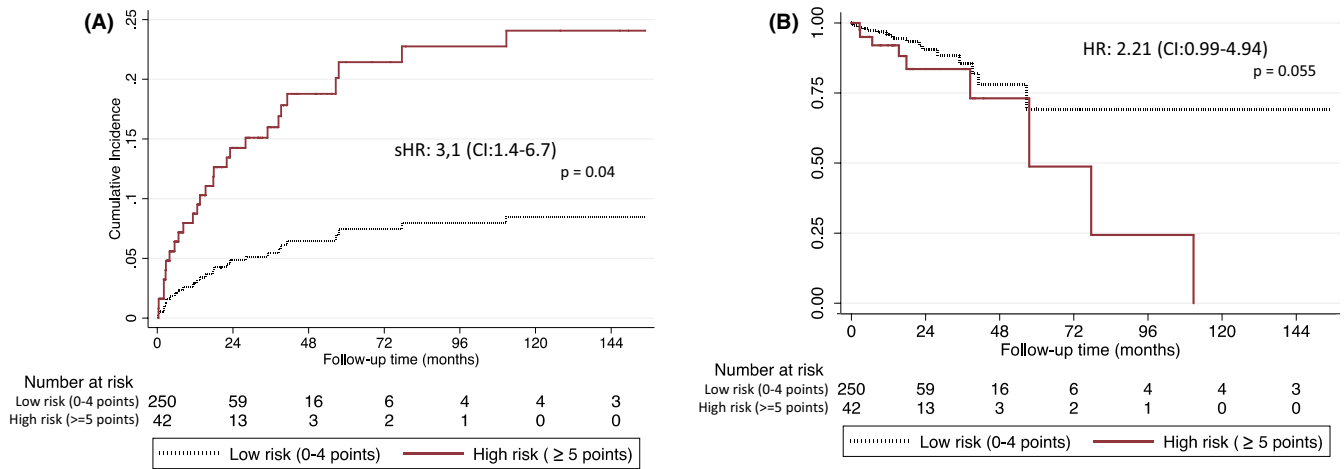 (A)
.25
.2
.15
.1
.05
0
Cumulative Incidence
sHR: 3,1 (CI:1.4-6.7)
p = 0.04
0 24 48 72 96 120 144
Follow-up time (months)
Number at risk
Low risk (0-4 points) 250 59 16 6 4 4 3
High risk (>=5 points) 42 13 3 2 1 0 0
Low risk (0-4 points) High risk ( ≥ 5 points)
(B)
1.00
0.75
0.50
0.25
0.00
HR: 2.21 (CI:0.99-4.94)
p = 0.055
0 24 48 72 96 120 144
Follow-up time (months)
Number at risk
Low risk (0-4 points) 250 59 16 6 4 4 3
High risk (>=5 points) 42 13 3 2 1 0 0
Low risk (0-4 points) High risk ( ≥ 5 points)